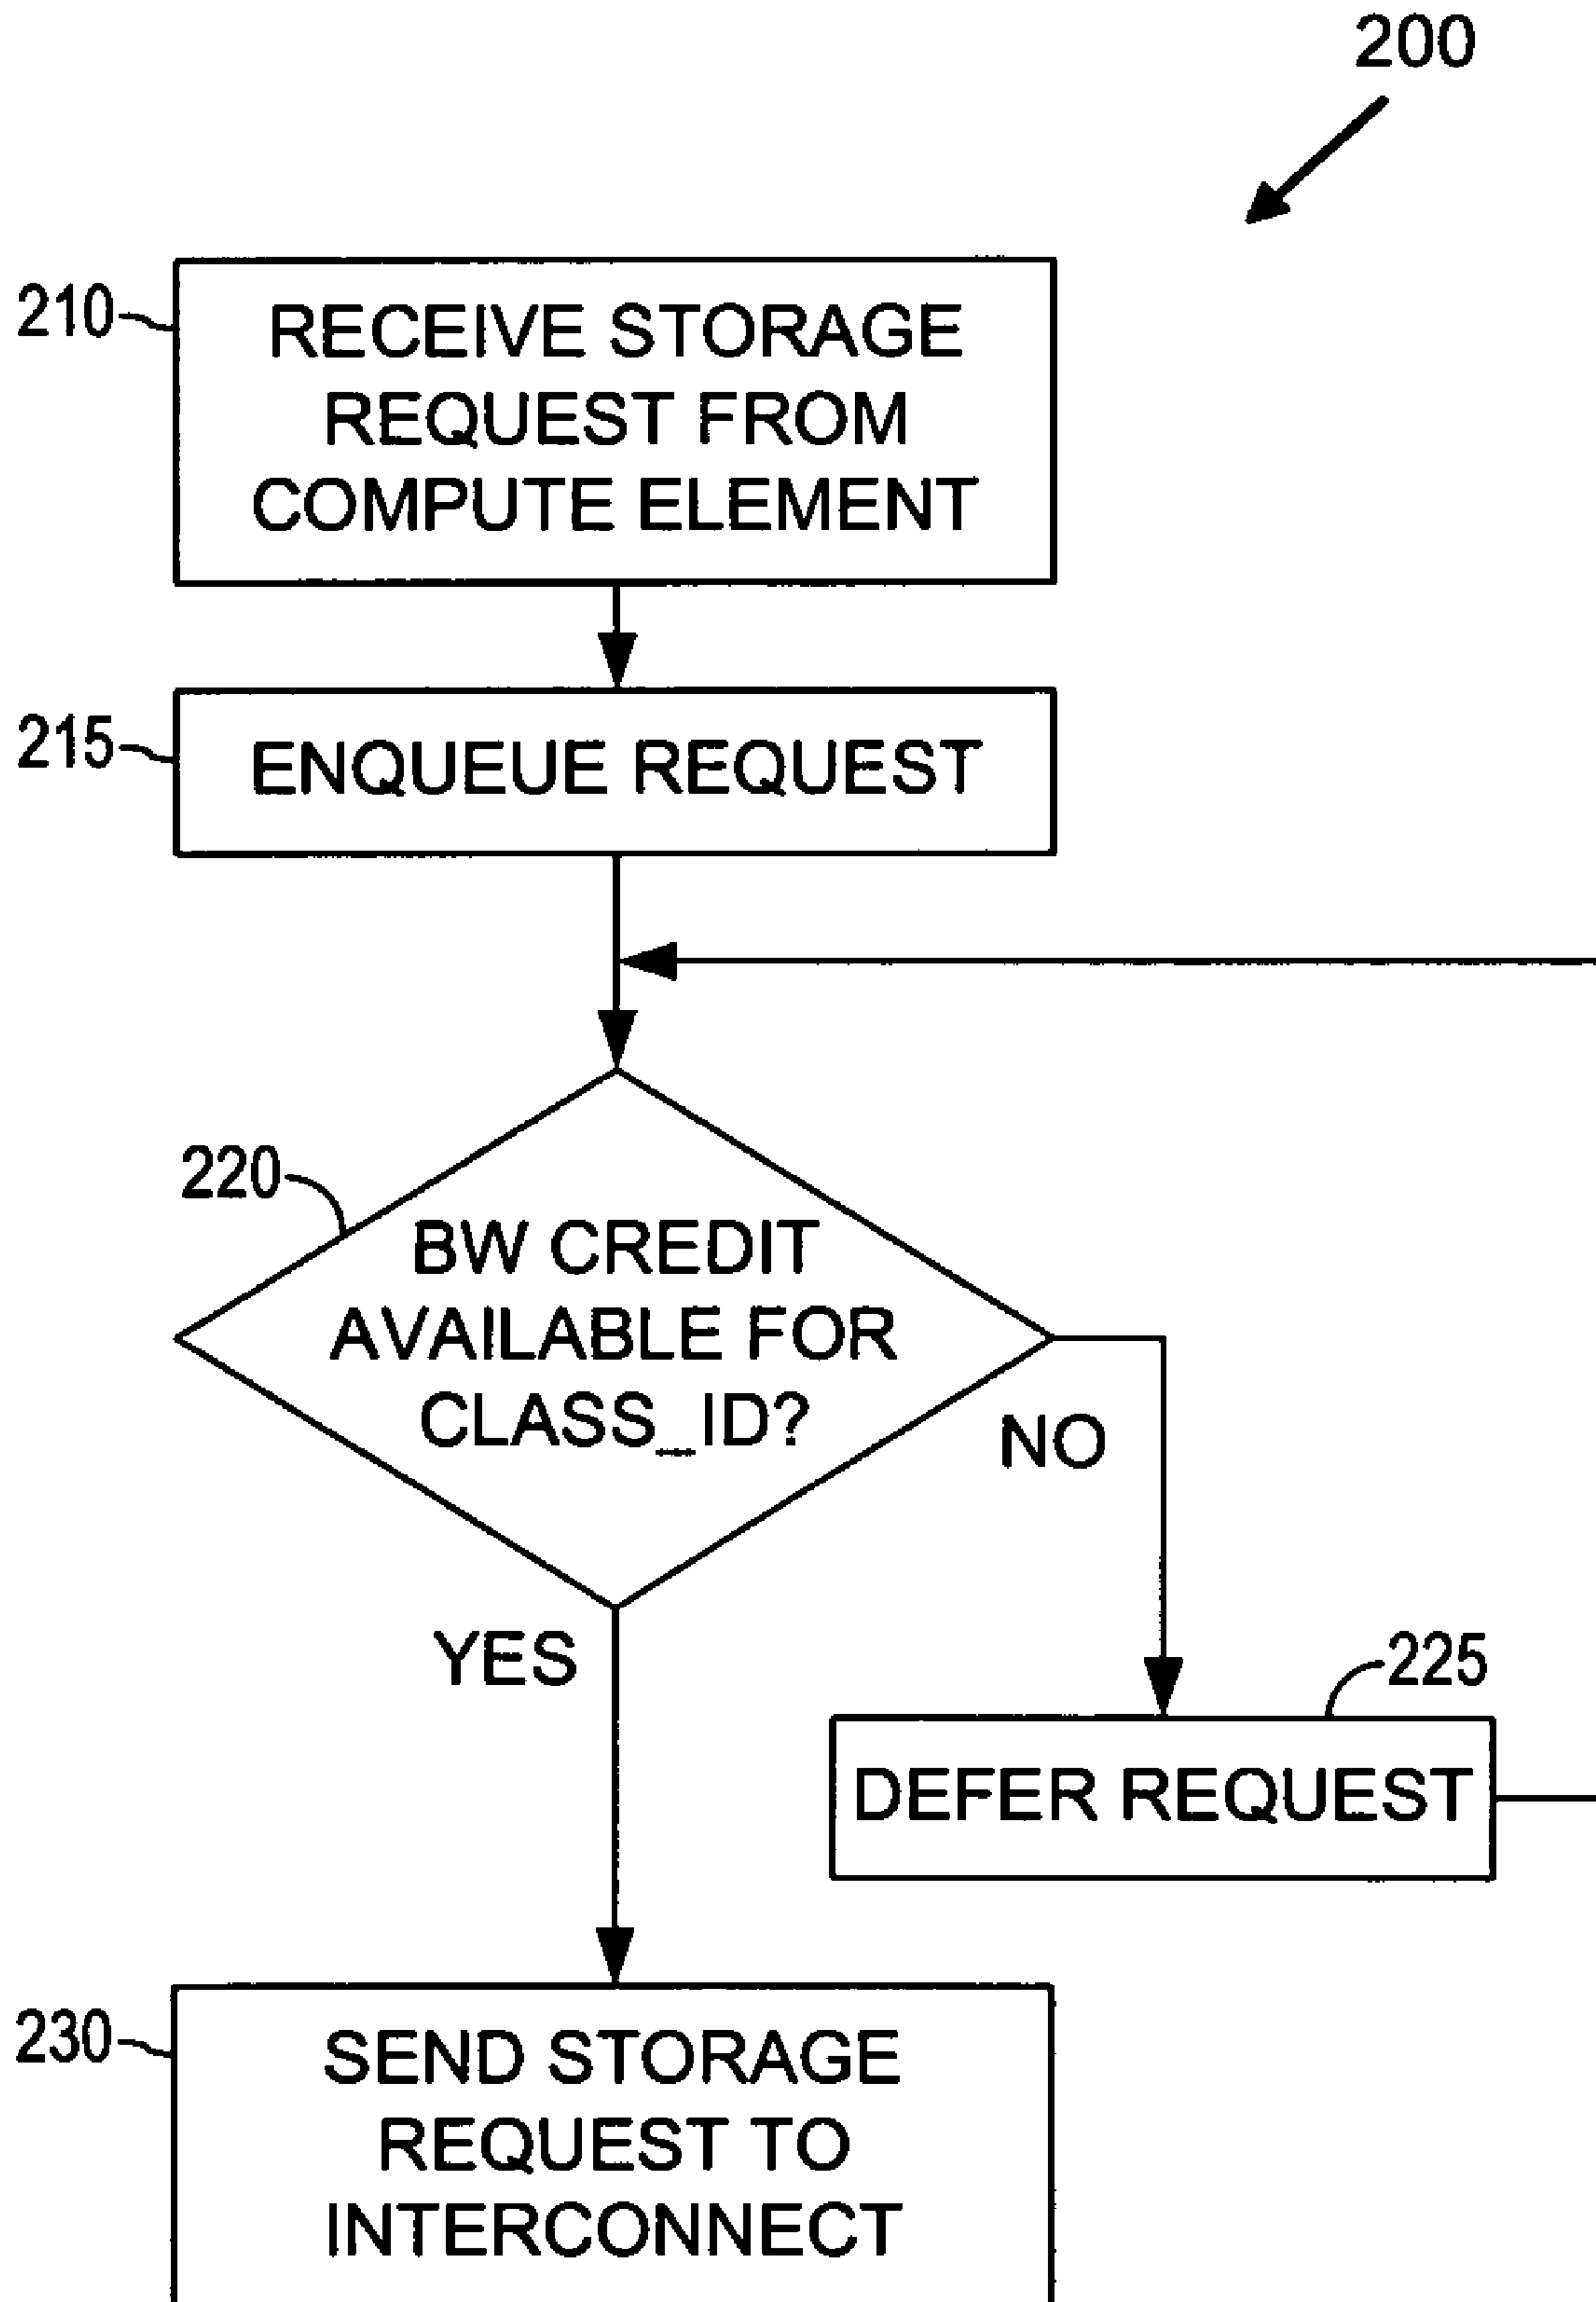 200
210
RECEIVE STORAGE
REQUEST FROM
COMPUTE ELEMENT
215
ENQUEUE REQUEST
220
BW CREDIT
AVAILABLE FOR
CLASS_ID?
NO
YES
225
DEFER REQUEST
230
SEND STORAGE
REQUEST TO
INTERCONNECT